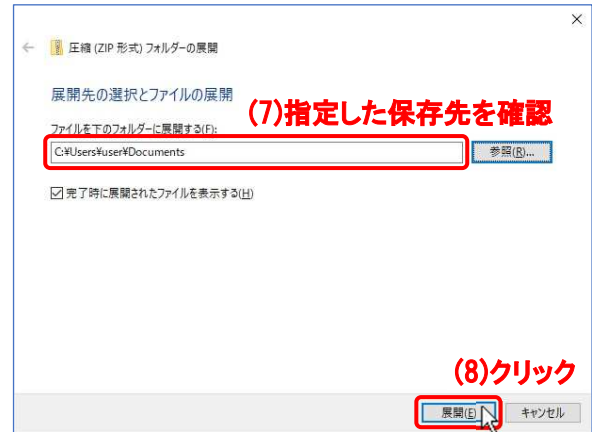 圧縮 (ZIP 形式) フォルダーの展開
展開先の選択とファイルの展開
(7)指定した保存先を確認
ファイルを下のフォルダーに展開する(F):
C:¥Users¥user¥Documents
参照(R)...
完了時に展開されたファイルを表示する(H)
(8)クリック
展開(E)
キャンセル